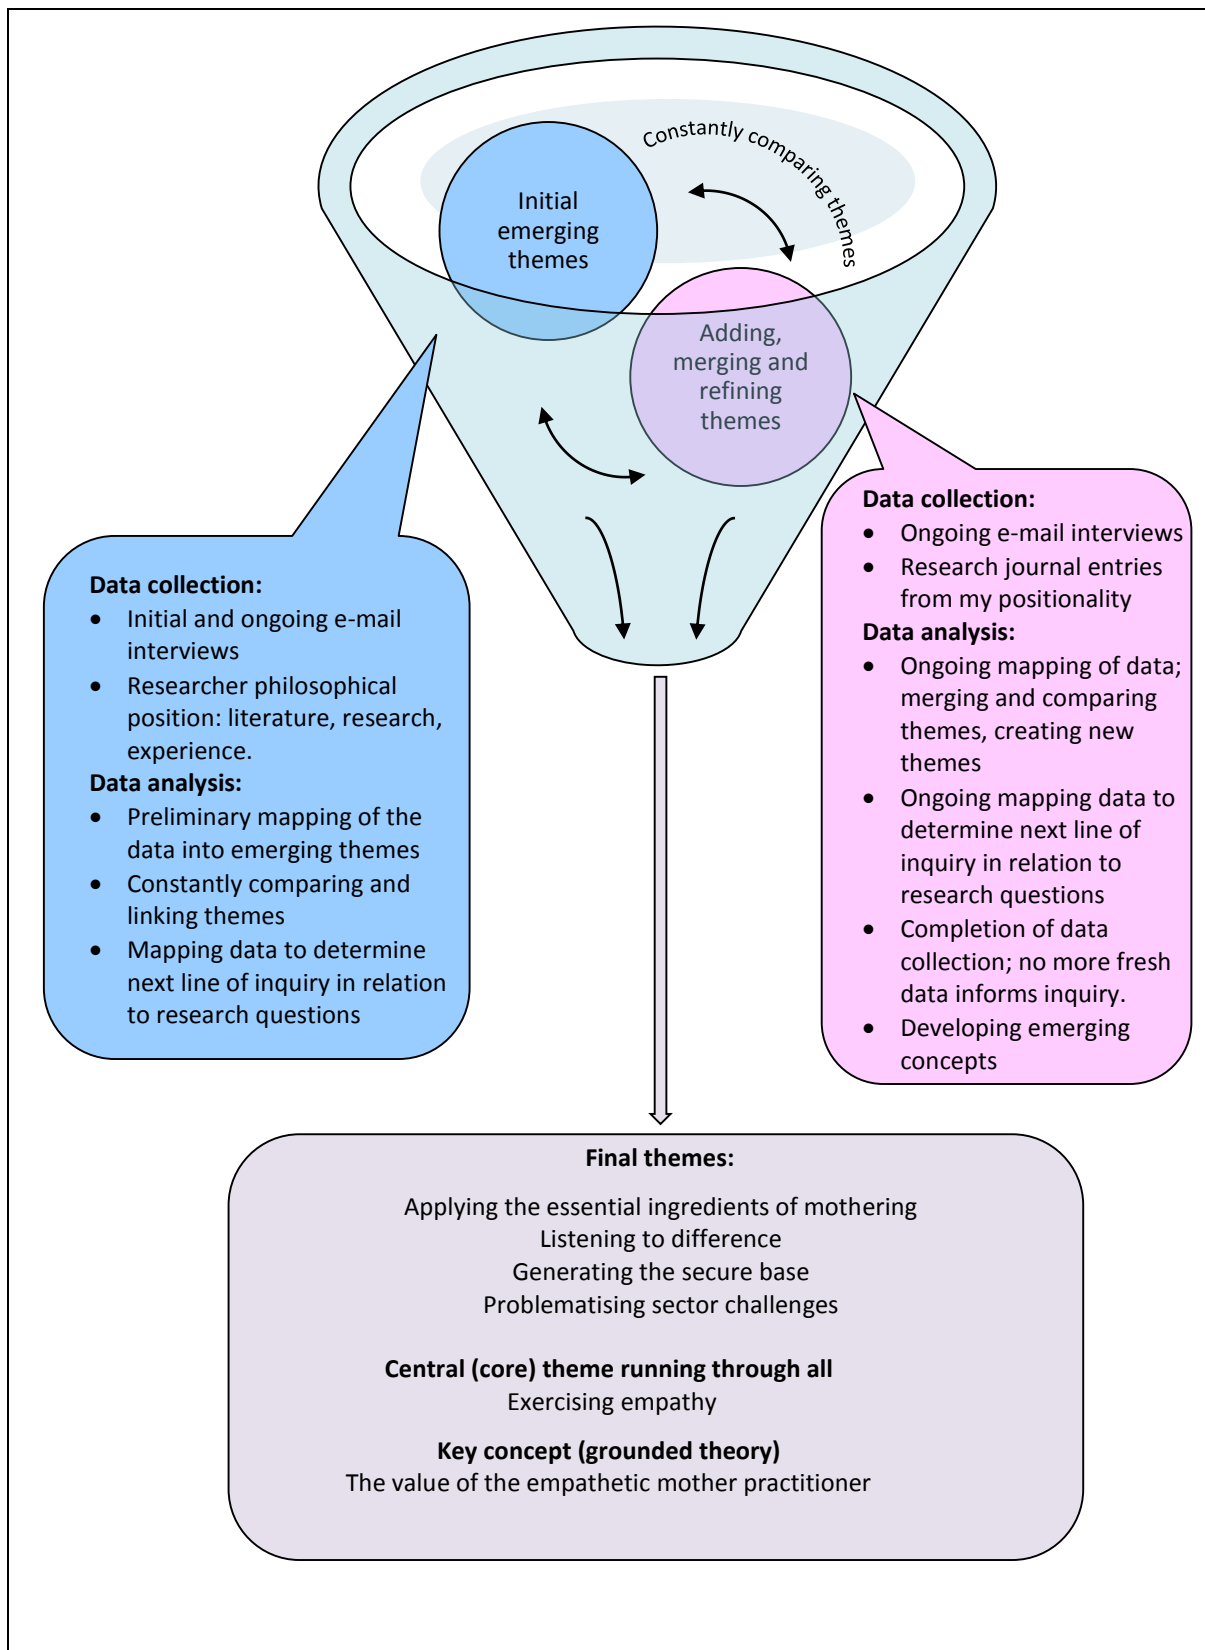 Constantly comparing themes
Initial
emerging
themes
Adding,
merging and
refining
themes
Data collection:
• Initial and ongoing e-mail
interviews
• Researcher philosophical
position: literature, research,
experience.
Data analysis:
• Preliminary mapping of the
data into emerging themes
• Constantly comparing and
linking themes
• Mapping data to determine
next line of inquiry in relation
to research questions
Data collection:
• Ongoing e-mail interviews
• Research journal entries
from my positionality
Data analysis:
• Ongoing mapping of data;
merging and comparing
themes, creating new
themes
• Ongoing mapping data to
determine next line of
inquiry in relation to
research questions
• Completion of data
collection; no more fresh
data informs inquiry.
• Developing emerging
concepts
Final themes:
Applying the essential ingredients of mothering
Listening to difference
Generating the secure base
Problematising sector challenges
Central (core) theme running through all
Exercising empathy
Key concept (grounded theory)
The value of the empathetic mother practitioner